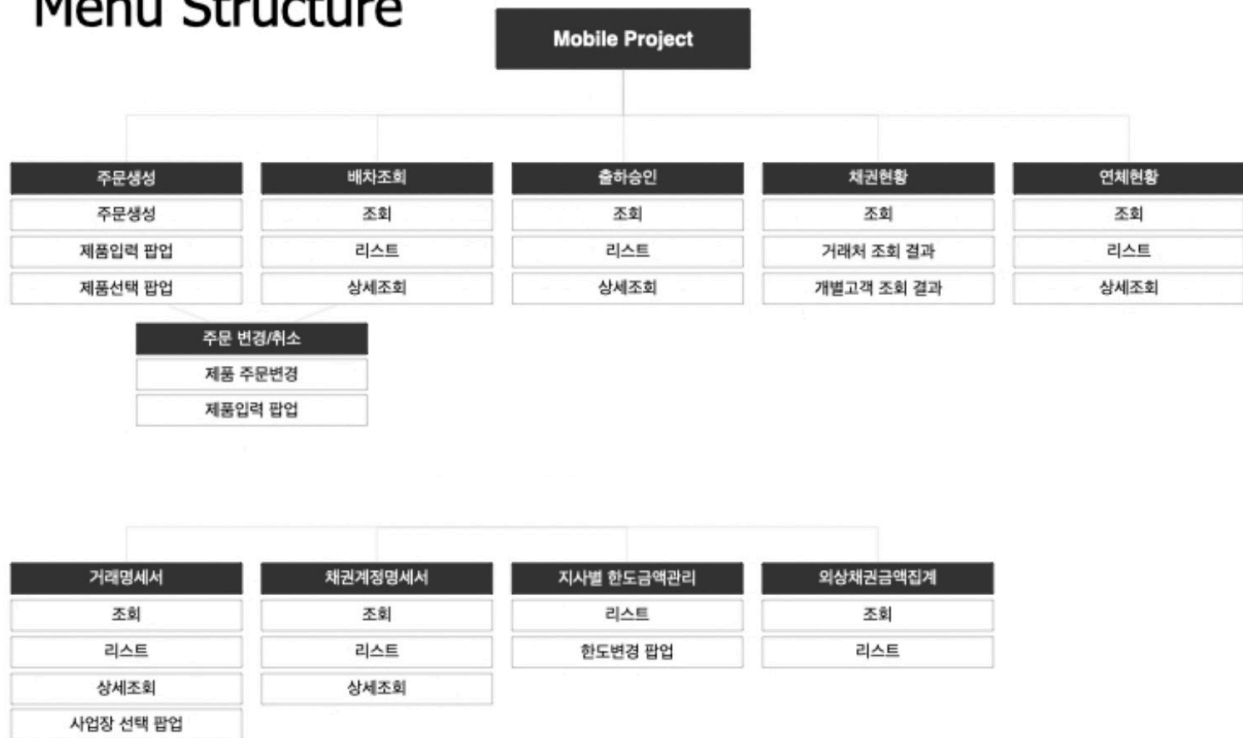 Menu Structure
Mobile Project
주문생성
주문생성
제품입력 팝업
제품선택 팝업
배차조회
조회
리스트
상세조회
출하승인
조회
리스트
상세조회
채권현황
조회
거래처 조회 결과
개별고객 조회 결과
연체현황
조회
리스트
상세조회
주문 변경/취소
제품 주문변경
제품입력 팝업
거래명세서
조회
리스트
상세조회
사업장 선택 팝업
채권계정명세서
조회
리스트
상세조회
지사별 한도금액관리
리스트
한도변경 팝업
외상채권금액집계
조회
리스트